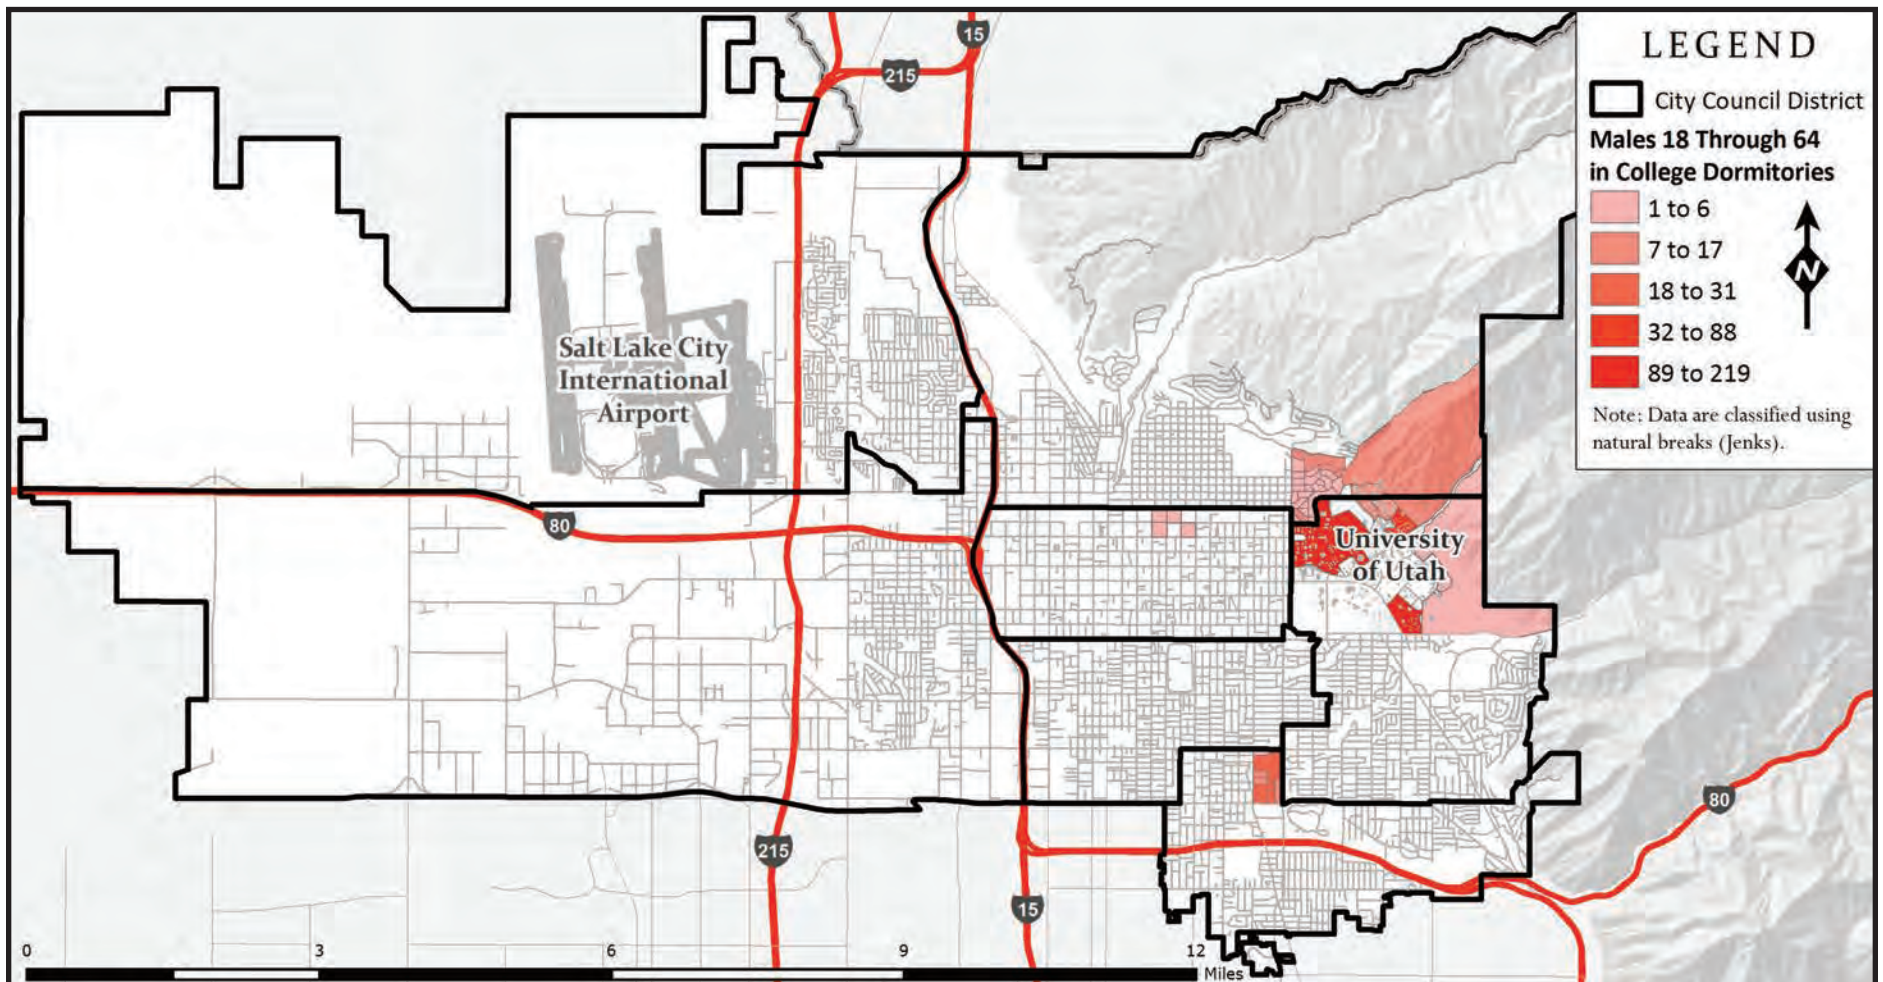 LEGEND
City Council District
Males 18 Through 64
in College Dormitories
1 to 6
7 to 17
18 to 31
32 to 88
89 to 219
N
Note: Data are classified using
natural breaks (Jenks).
15
215
Salt Lake City
International
Airport
80
University
of Utah
80
215
15
0
3
6
9
12
Miles